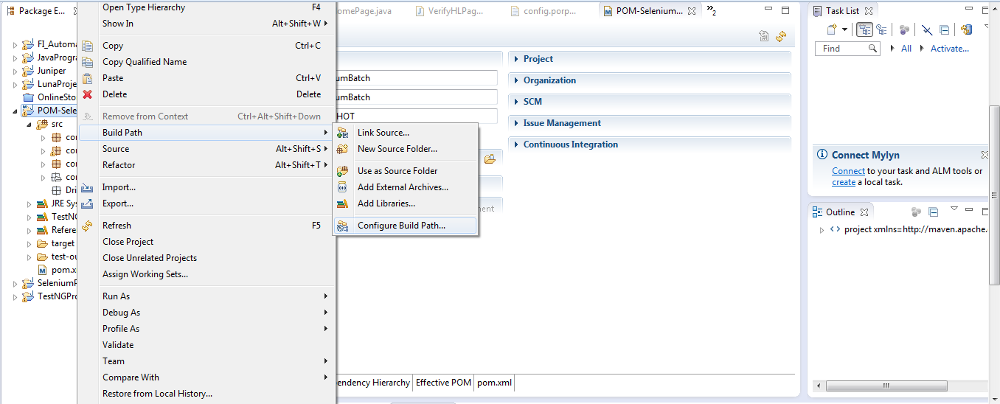 Package E...
FI_Automa
JavaProgra
Juniper
LunaProje
OnlineSto
POM-Sele
src
con
con
con
con
Dri
JRE Sys
TestNG
Refere
target
test-ou
pom.x
SeleniumP
TestNGPro
Open Type Hierarchy F4
Show In Alt+Shift+W
Copy Ctrl+C
Copy Qualified Name
Paste Ctrl+V
Delete Delete
Remove from Context Ctrl+Alt+Shift+Down
Build Path
Source Alt+Shift+S
Refactor Alt+Shift+T
Import...
Export...
Refresh F5
Close Project
Close Unrelated Projects
Assign Working Sets...
Run As
Debug As
Profile As
Validate
Team
Compare With
Restore from Local History...
Link Source...
New Source Folder...
Use as Source Folder
Add External Archives...
Add Libraries...
Configure Build Path...
omePage.java
VerifyHLPag...
config.porp...
POM-Selenium...
»2
umBatch
umBatch
HOT
ment
Project
Organization
SCM
Issue Management
Continuous Integration
endency Hierarchy
Effective POM
pom.xml
Task List
Find
All
Activate...
Connect Mylyn
Connect to your task and ALM tools or
create a local task.
Outline
project xmlns=http://maven.apache.